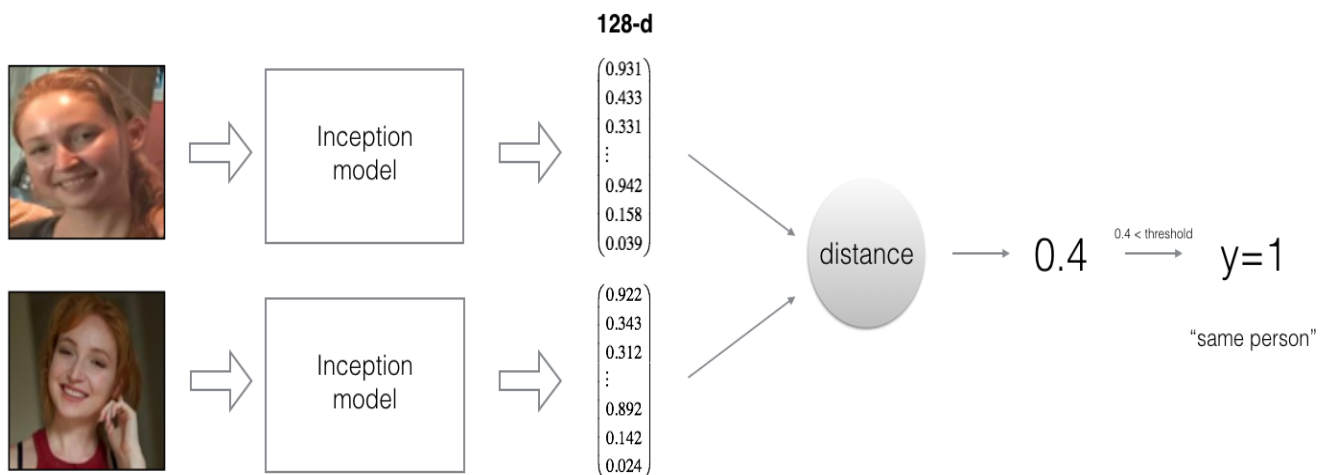 128-d
Inception
model
0.931
0.433
0.331
⋮
0.942
0.158
0.039
distance
0.4
0.4 < threshold
y=1
"same person"
Inception
model
0.922
0.343
0.312
⋮
0.892
0.142
0.024